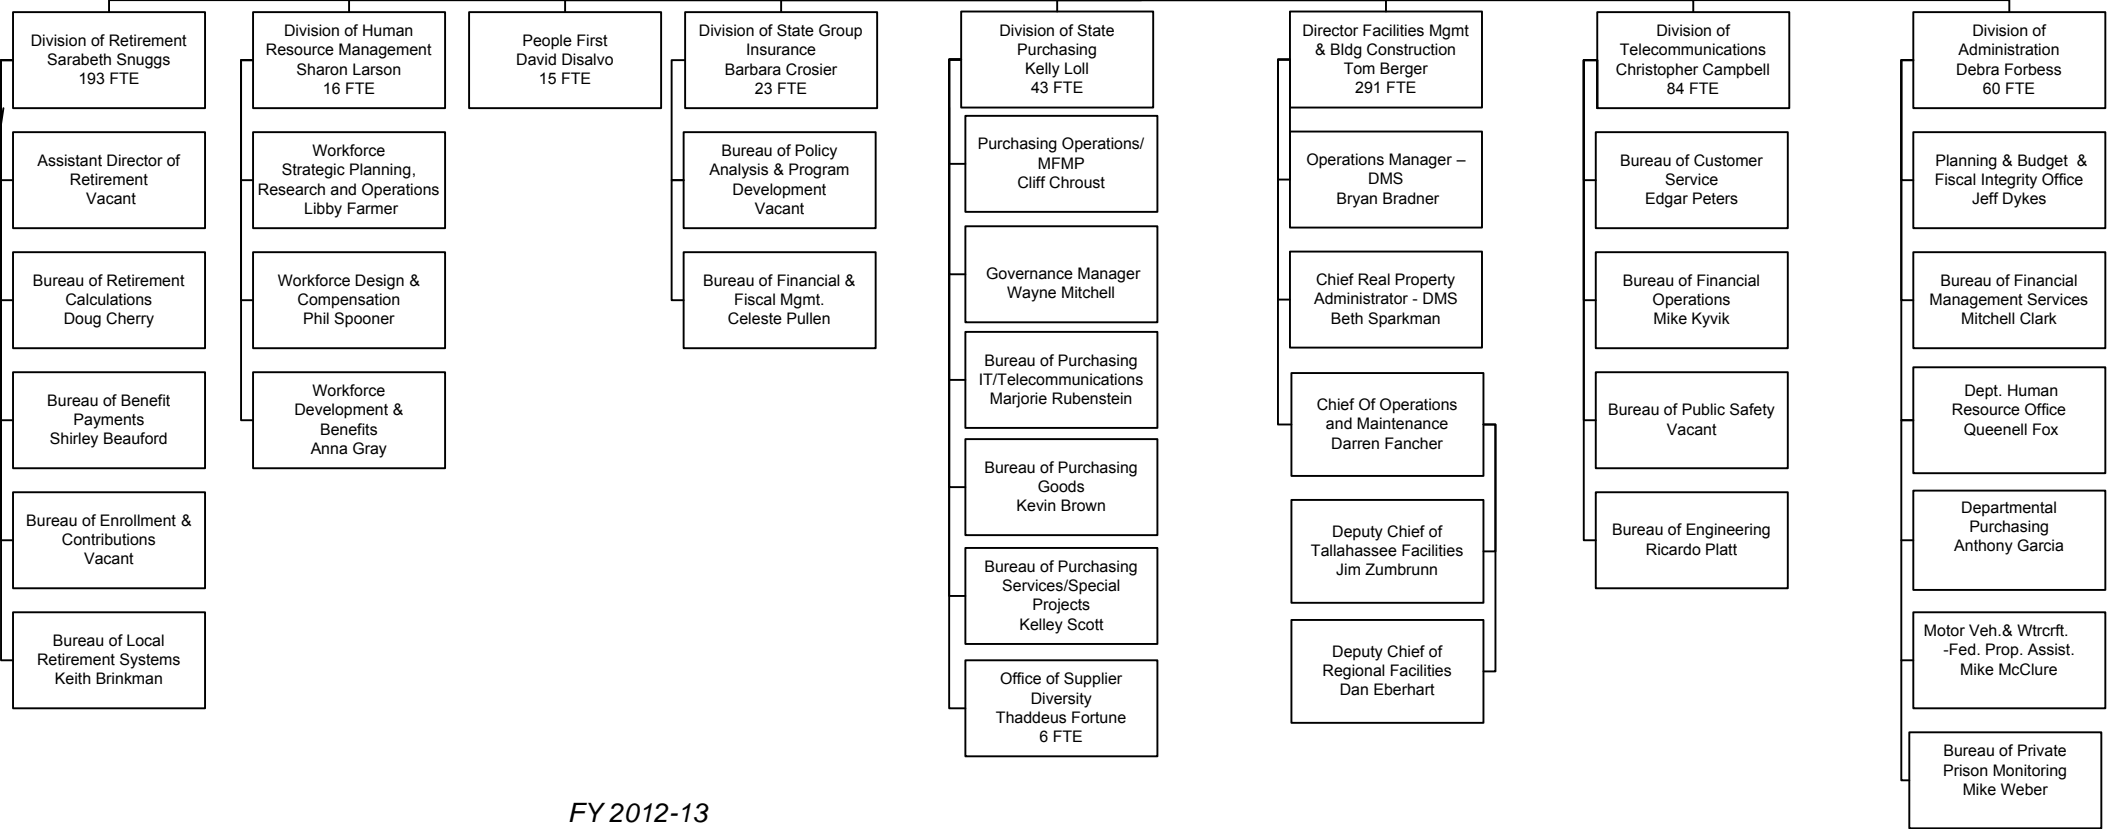 Division of Retirement
Sarabeth Snuggs
193 FTE
Assistant Director of
Retirement
Vacant
Bureau of Retirement
Calculations
Doug Cherry
Bureau of Benefit
Payments
Shirley Beauford
Bureau of Enrollment &
Contributions
Vacant
Bureau of Local
Retirement Systems
Keith Brinkman
Division of Human
Resource Management
Sharon Larson
16 FTE
Workforce
Strategic Planning,
Research and Operations
Libby Farmer
Workforce Design &
Compensation
Phil Spooner
Workforce
Development &
Benefits
Anna Gray
People First
David Disalvo
15 FTE
Division of State Group
Insurance
Barbara Crosier
23 FTE
Bureau of Policy
Analysis & Program
Development
Vacant
Bureau of Financial &
Fiscal Mgmt.
Celeste Pullen
Division of State
Purchasing
Kelly Loll
43 FTE
Purchasing Operations/
MFMP
Cliff Chroust
Governance Manager
Wayne Mitchell
Bureau of Purchasing
IT/Telecommunications
Marjorie Rubenstein
Bureau of Purchasing
Goods
Kevin Brown
Bureau of Purchasing
Services/Special
Projects
Kelley Scott
Office of Supplier
Diversity
Thaddeus Fortune
6 FTE
Director Facilities Mgmt
& Bldg Construction
Tom Berger
291 FTE
Operations Manager –
DMS
Bryan Bradner
Chief Real Property
Administrator - DMS
Beth Sparkman
Chief Of Operations
and Maintenance
Darren Fancher
Deputy Chief of
Tallahassee Facilities
Jim Zumbrunn
Deputy Chief of
Regional Facilities
Dan Eberhart
Division of
Telecommunications
Christopher Campbell
84 FTE
Bureau of Customer
Service
Edgar Peters
Bureau of Financial
Operations
Mike Kyvik
Bureau of Public Safety
Vacant
Bureau of Engineering
Ricardo Platt
Division of
Administration
Debra Forbess
60 FTE
Planning & Budget &
Fiscal Integrity Office
Jeff Dykes
Bureau of Financial
Management Services
Mitchell Clark
Dept. Human
Resource Office
Queenell Fox
Departmental
Purchasing
Anthony Garcia
Motor Veh.& Wtrcrft.
-Fed. Prop. Assist.
Mike McClure
Bureau of Private
Prison Monitoring
Mike Weber
FY 2012-13